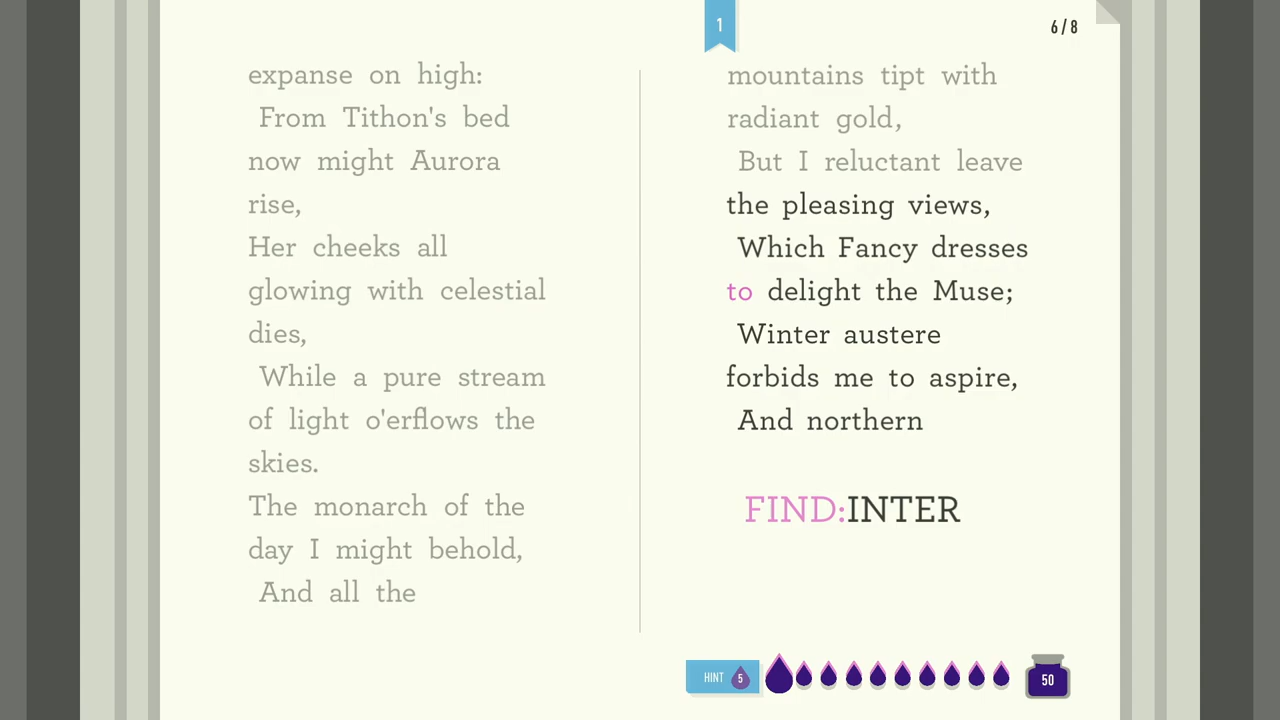 1
6/8
expanse on high:
From Tithon's bed
now might Aurora
rise,
Her cheeks all
glowing with celestial
dies,
While a pure stream
of light o'erflows the
skies.
The monarch of the
day I might behold,
And all the
mountains tipt with
radiant gold,
But I reluctant leave
the pleasing views,
Which Fancy dresses
to delight the Muse;
Winter austere
forbids me to aspire,
And northern
FIND:INTER
HINT 5
50